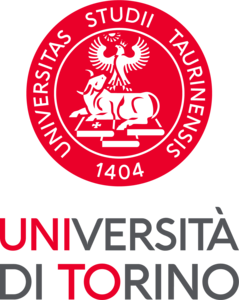 UNIVERSITAS STUDII TAURINENSIS
1404
UNIVERSITÀ
DI TORINO